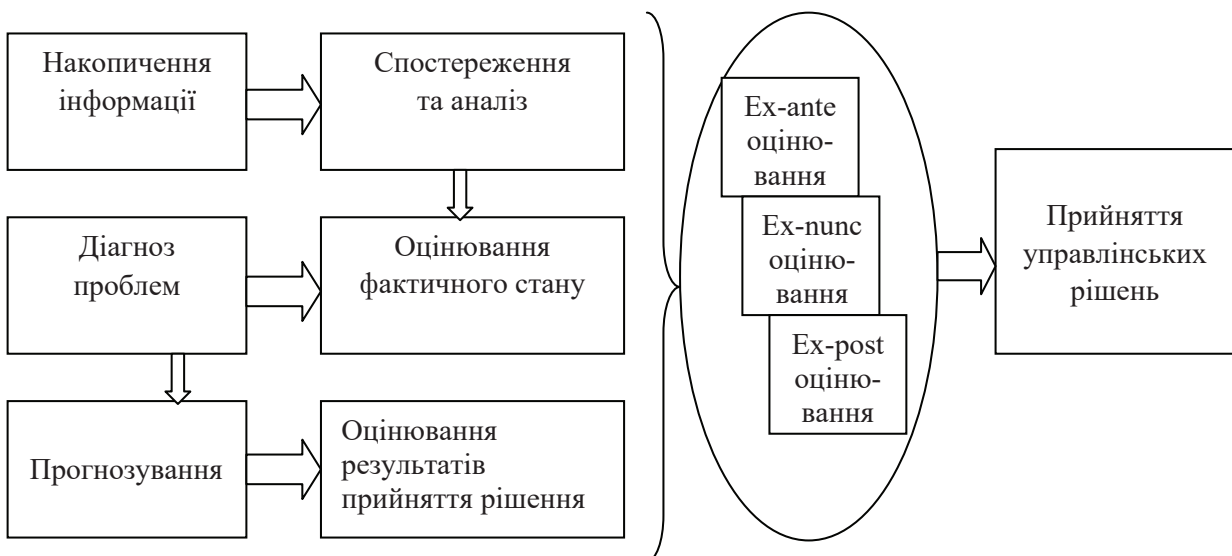 Накопичення
інформації
Спостереження
та аналіз
Діагноз
проблем
Оцінювання
фактичного стану
Прогнозування
Оцінювання
результатів
прийняття рішення
Ex-ante
оціню-
вання
Ex-nunc
оціню-
вання
Ex-post
оціню-
вання
Прийняття
управлінських
рішень